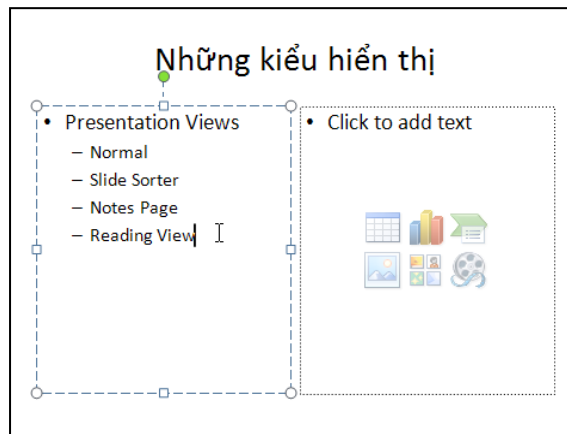 Những kiểu hiển thị
• Presentation Views
– Normal
– Slide Sorter
– Notes Page
– Reading View
• Click to add text